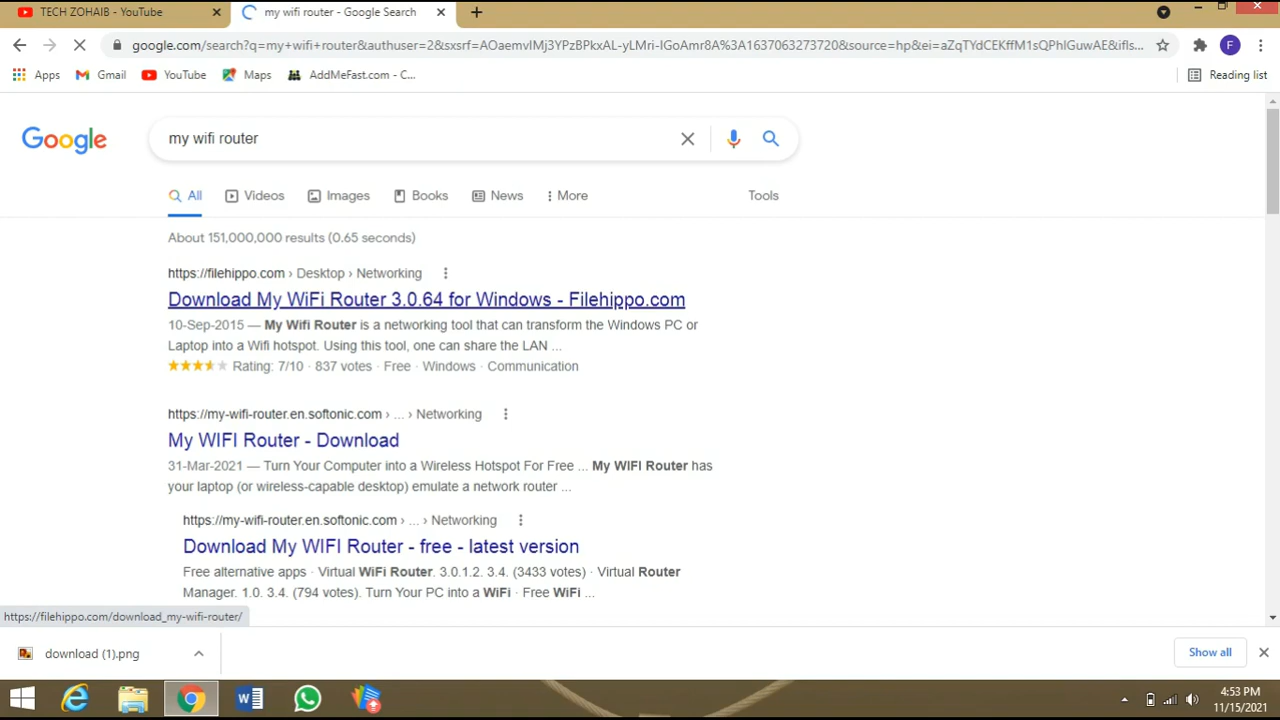 TECH ZOHAIB - YouTube
my wifi router - Google Search
google.com/search?q=my+wifi+router&authuser=2&sxsrf=AOaemvIMj3YPzBPkxAL-yLMri-IGoAmr8A%3A1637063273720&source=hp&ei=aZqTYdCEKffM1sQPhIGuwAE&ifls...
F
Apps
Gmail
YouTube
Maps
AddMeFast.com - C...
Reading list
Google
my wifi router
All
Videos
Images
Books
News
More
Tools
About 151,000,000 results (0.65 seconds)
https://filehippo.com › Desktop › Networking
Download My WiFi Router 3.0.64 for Windows - Filehippo.com
10-Sep-2015 — My Wifi Router is a networking tool that can transform the Windows PC or
Laptop into a Wifi hotspot. Using this tool, one can share the LAN ...
Rating: 7/10 · 837 votes · Free · Windows · Communication
https://my-wifi-router.en.softonic.com › ... › Networking
My WIFI Router - Download
31-Mar-2021 — Turn Your Computer into a Wireless Hotspot For Free ... My WIFI Router has
your laptop (or wireless-capable desktop) emulate a network router ...
https://my-wifi-router.en.softonic.com › ... › Networking
Download My WIFI Router - free - latest version
Free alternative apps · Virtual WiFi Router. 3.0.1.2. 3.4. (3433 votes) · Virtual Router
Manager. 1.0. 3.4. (794 votes). Turn Your PC into a WiFi · Free WiFi ...
https://filehippo.com/download_my-wifi-router/
download (1).png
Show all
4:53 PM
11/15/2021